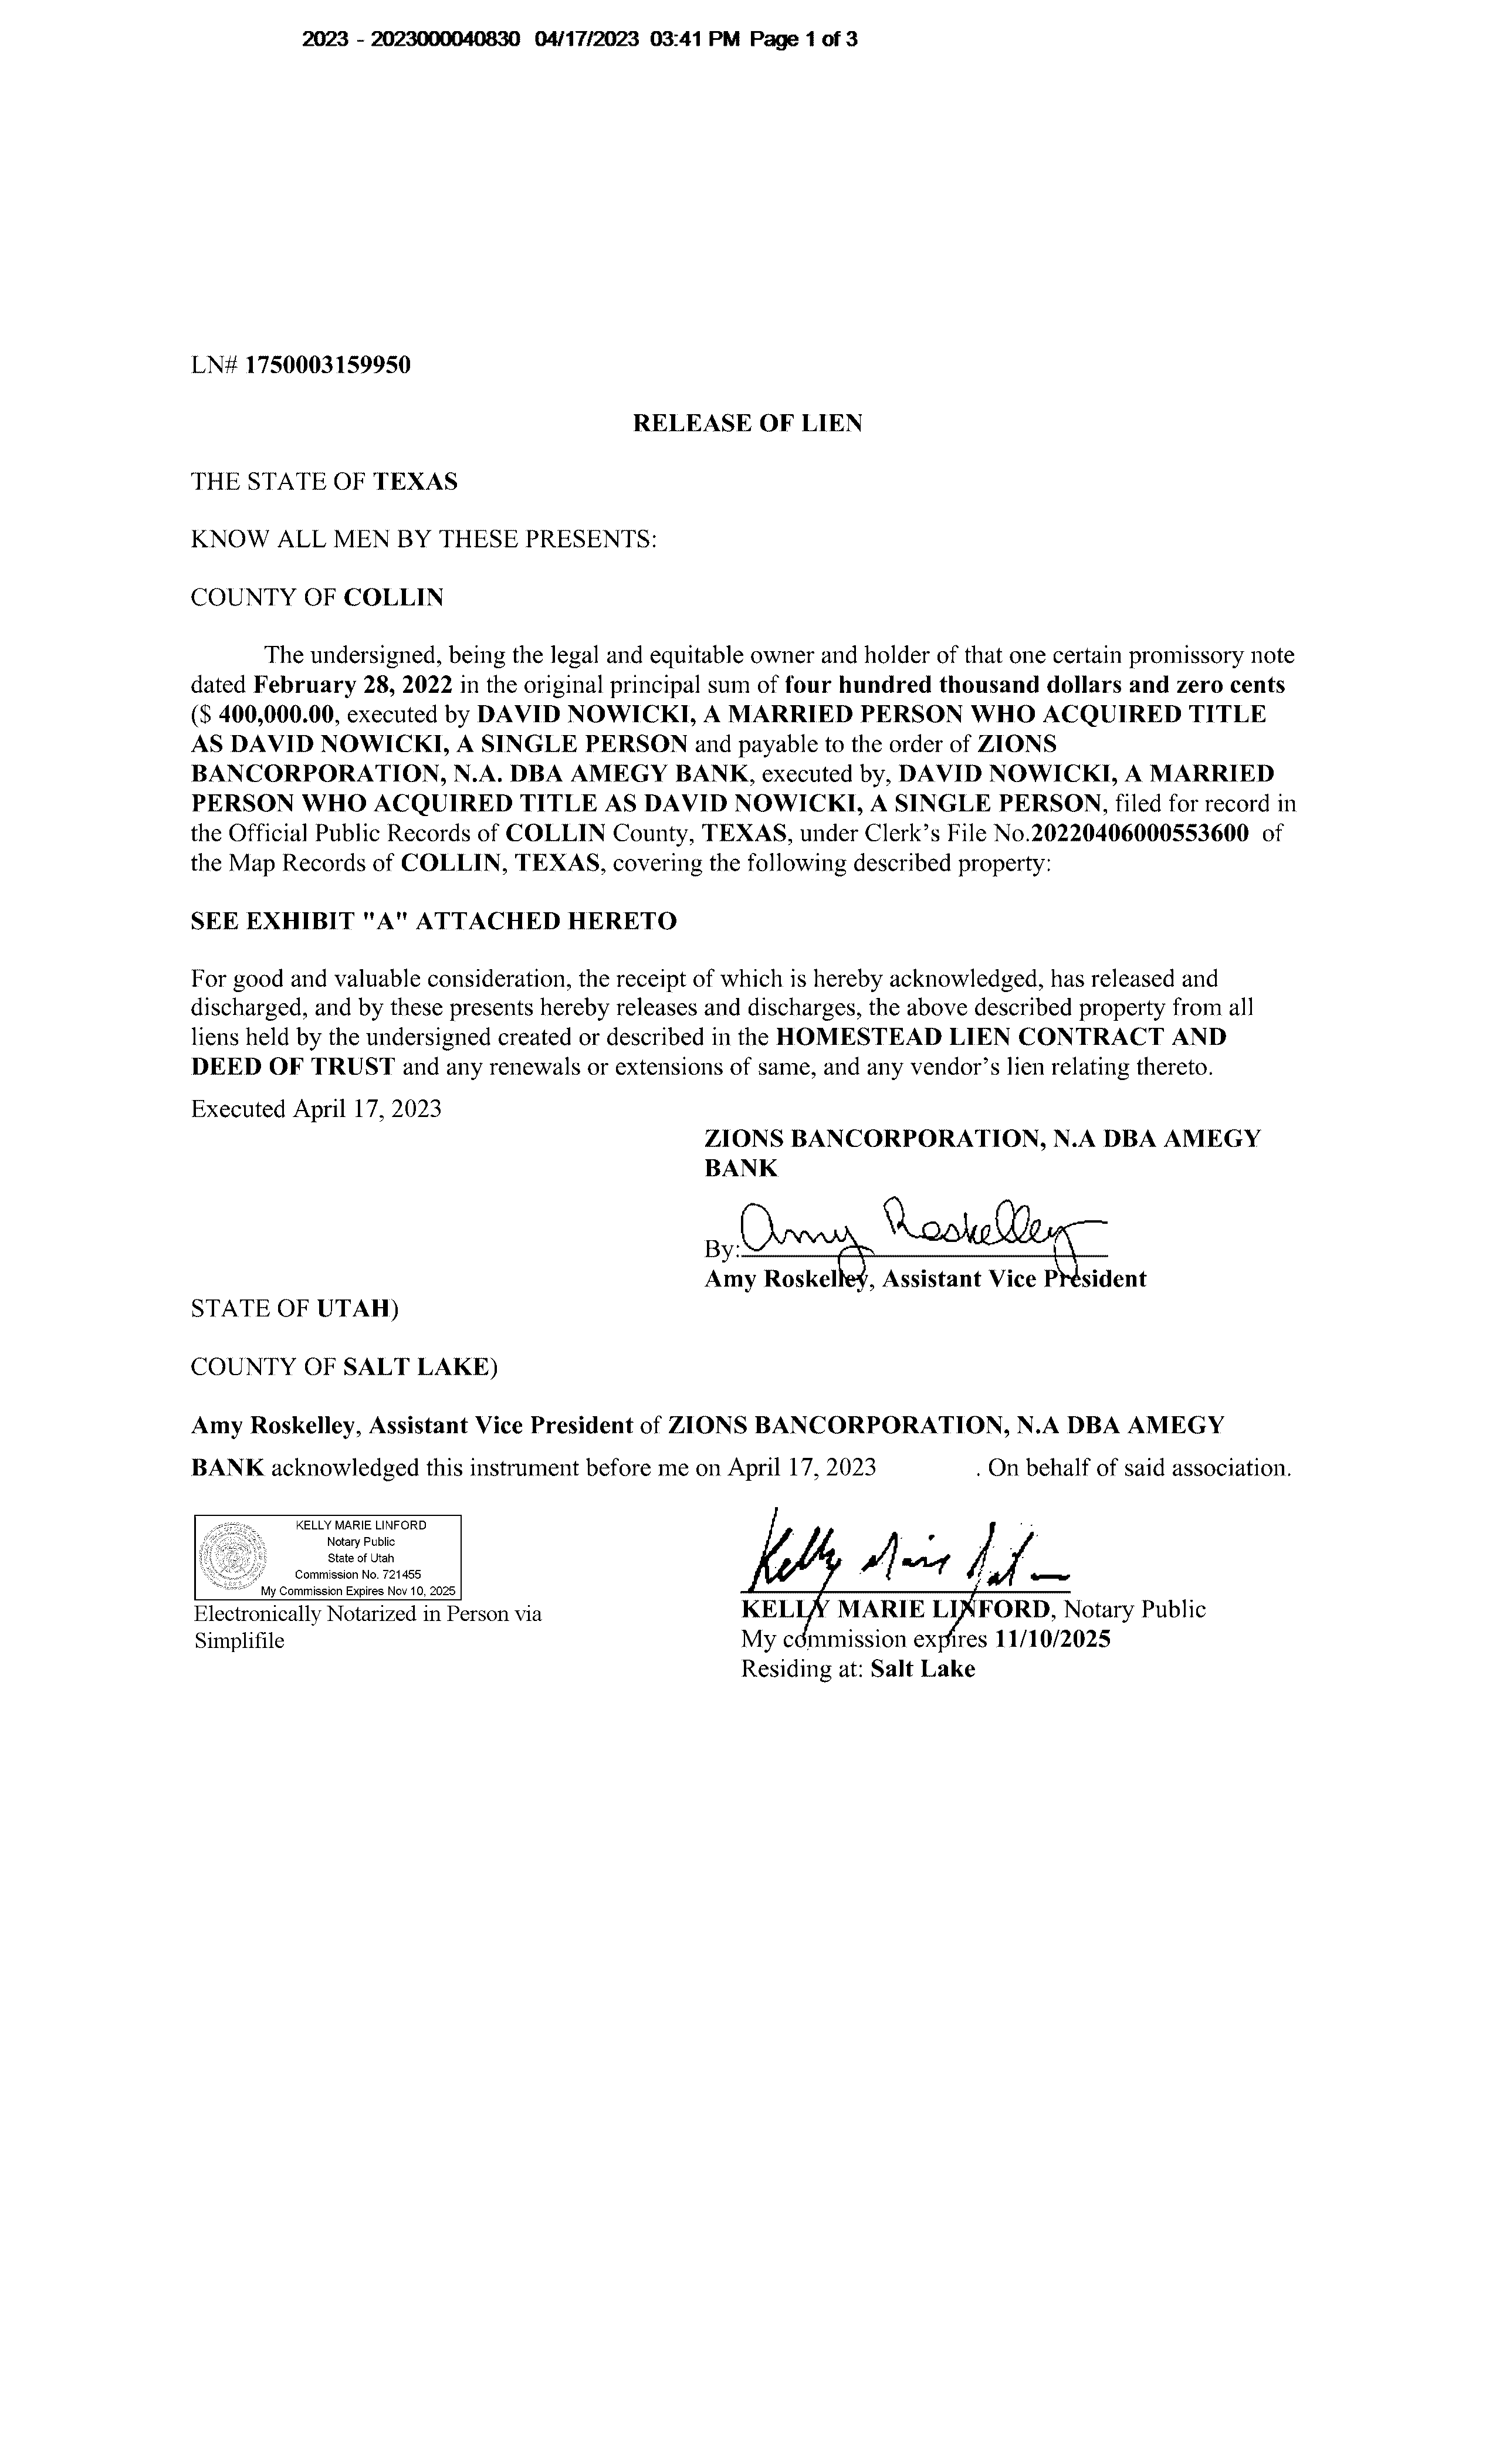 2023 - 2023000040830 04/17/2023 03:41 PM Page 1 of 3
LN# 1750003159950
RELEASE OF LIEN
THE STATE OF TEXAS
KNOW ALL MEN BY THESE PRESENTS:
COUNTY OF COLLIN
The undersigned, being the legal and equitable owner and holder of that one certain promissory note
dated February 28, 2022 in the original principal sum of four hundred thousand dollars and zero cents
($ 400,000.00, executed by DAVID NOWICKI, A MARRIED PERSON WHO ACQUIRED TITLE
AS DAVID NOWICKI, A SINGLE PERSON and payable to the order of ZIONS
BANCORPORATION, N.A. DBA AMEGY BANK, executed by, DAVID NOWICKI, A MARRIED
PERSON WHO ACQUIRED TITLE AS DAVID NOWICKI, A SINGLE PERSON, filed for record in
the Official Public Records of COLLIN County, TEXAS, under Clerk's File No.20220406000553600 of
the Map Records of COLLIN, TEXAS, covering the following described property:
SEE EXHIBIT "A" ATTACHED HERETO
For good and valuable consideration, the receipt of which is hereby acknowledged, has released and
discharged, and by these presents hereby releases and discharges, the above described property from all
liens held by the undersigned created or described in the HOMESTEAD LIEN CONTRACT AND
DEED OF TRUST and any renewals or extensions of same, and any vendor's lien relating thereto.
Executed April 17, 2023
ZIONS BANCORPORATION, N.A DBA AMEGY
BANK
By: Amy Roskelley
Amy Roskelley, Assistant Vice President
STATE OF UTAH)
COUNTY OF SALT LAKE)
Amy Roskelley, Assistant Vice President of ZIONS BANCORPORATION, N.A DBA AMEGY
BANK acknowledged this instrument before me on April 17, 2023 . On behalf of said association.
KELLY MARIE LINFORD
Notary Public
State of Utah
Commission No. 721455
My Commission Expires Nov 10, 2025
Electronically Notarized in Person via
Simplifile
KELLY MARIE LINFORD, Notary Public
My commission expires 11/10/2025
Residing at: Salt Lake